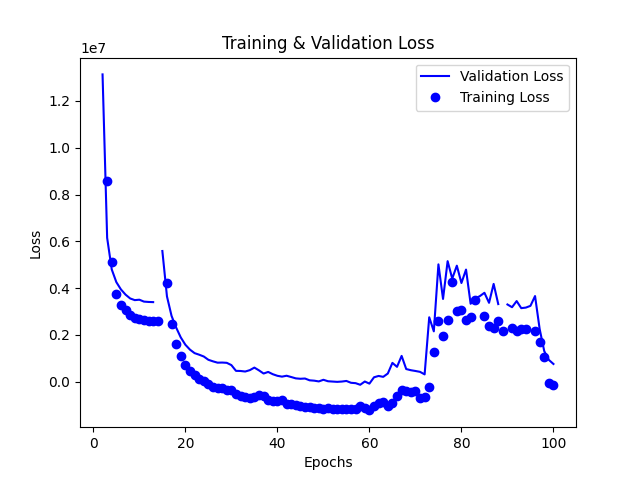 Training & Validation Loss
1e7
Validation Loss
Training Loss
1.2
1.0
0.8
0.6
0.4
0.2
0.0
Loss
0 20 40 60 80 100
Epochs